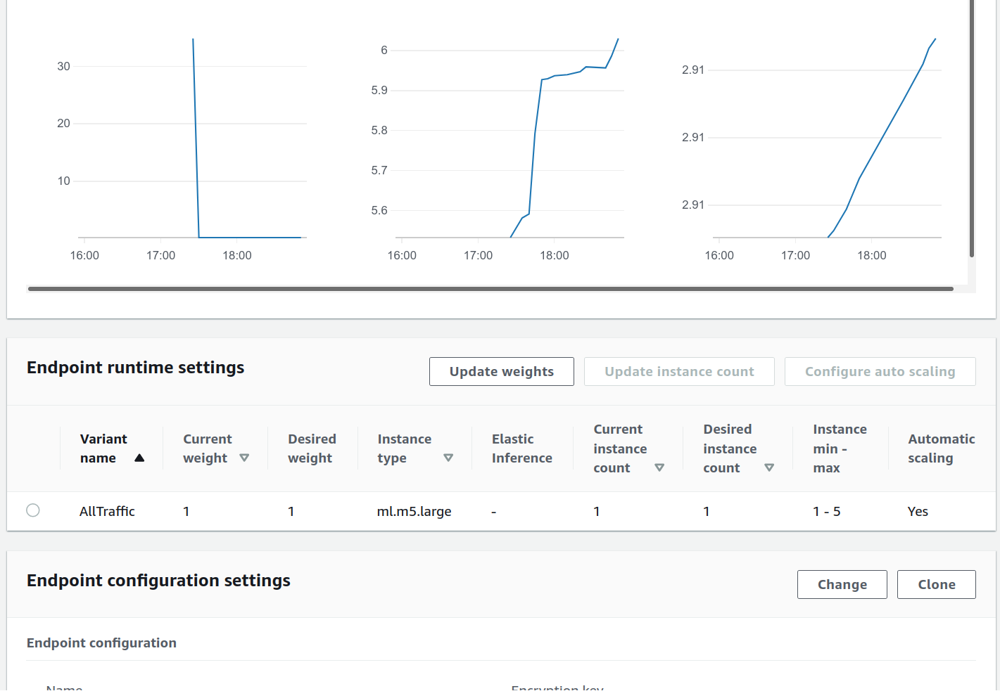 30
20
10
16:00 17:00 18:00
6
5.9
5.8
5.7
5.6
16:00 17:00 18:00
2.91
2.91
2.91
16:00 17:00 18:00
Endpoint runtime settings
Update weights
Update instance count
Configure auto scaling
Variant name
Current weight
Desired weight
Instance type
Elastic Inference
Current instance count
Desired instance count
Instance min - max
Automatic scaling
AllTraffic 1 1 ml.m5.large - 1 1 1 - 5 Yes
Endpoint configuration settings
Change
Clone
Endpoint configuration
Name
Encryption key